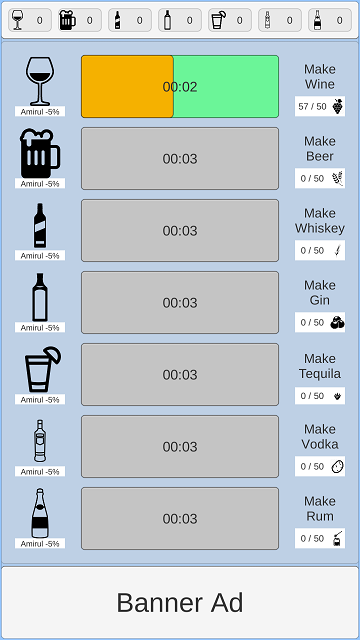 0 0 0 0 0 0 0
00:02
Make
Wine
Amirul -5%
57 / 50
00:03
Make
Beer
Amirul -5%
0 / 50
00:03
Make
Whiskey
Amirul -5%
0 / 50
00:03
Make
Gin
Amirul -5%
0 / 50
00:03
Make
Tequila
Amirul -5%
0 / 50
00:03
Make
Vodka
Amirul -5%
0 / 50
00:03
Make
Rum
Amirul -5%
0 / 50
Banner Ad